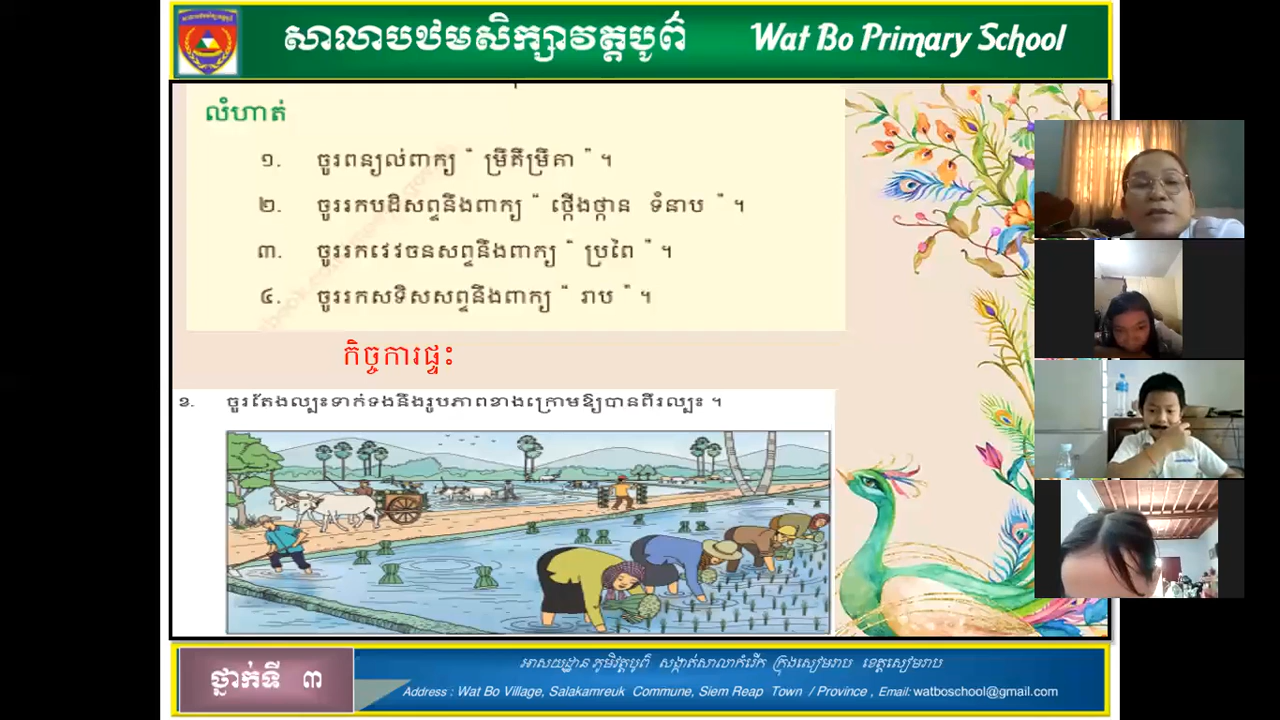 សាលាបឋមសិក្សាវត្តបូព៌ Wat Bo Primary School
លំហាត់
១. ចូរពន្យល់ពាក្យ “ ម្រីគីម្រីគា ” ។
២. ចូររកបដិសព្ទនឹងពាក្យ “ ថ្កើងថ្កាន ទំនាប ” ។
៣. ចូររកវេវចនសព្ទនឹងពាក្យ “ ប្រពៃ ” ។
៤. ចូររកសទិសសព្ទនឹងពាក្យ “ រាប ” ។
កិច្ចការផ្ទះ
ខ. ចួរតែងល្បះទាក់ទងនឹងរូបភាពខាងក្រោមឱ្យបានពីរល្បះ ។
ថ្នាក់ទី ៣
អាសយដ្ឋាន ភូមិវត្តបូព៌ សង្កាត់សាលាកំរើក ក្រុងសៀមរាប ខេត្តសៀមរាប
Address : Wat Bo Village, Salakamreuk Commune, Siem Reap Town / Province , Email: watboschool@gmail.com